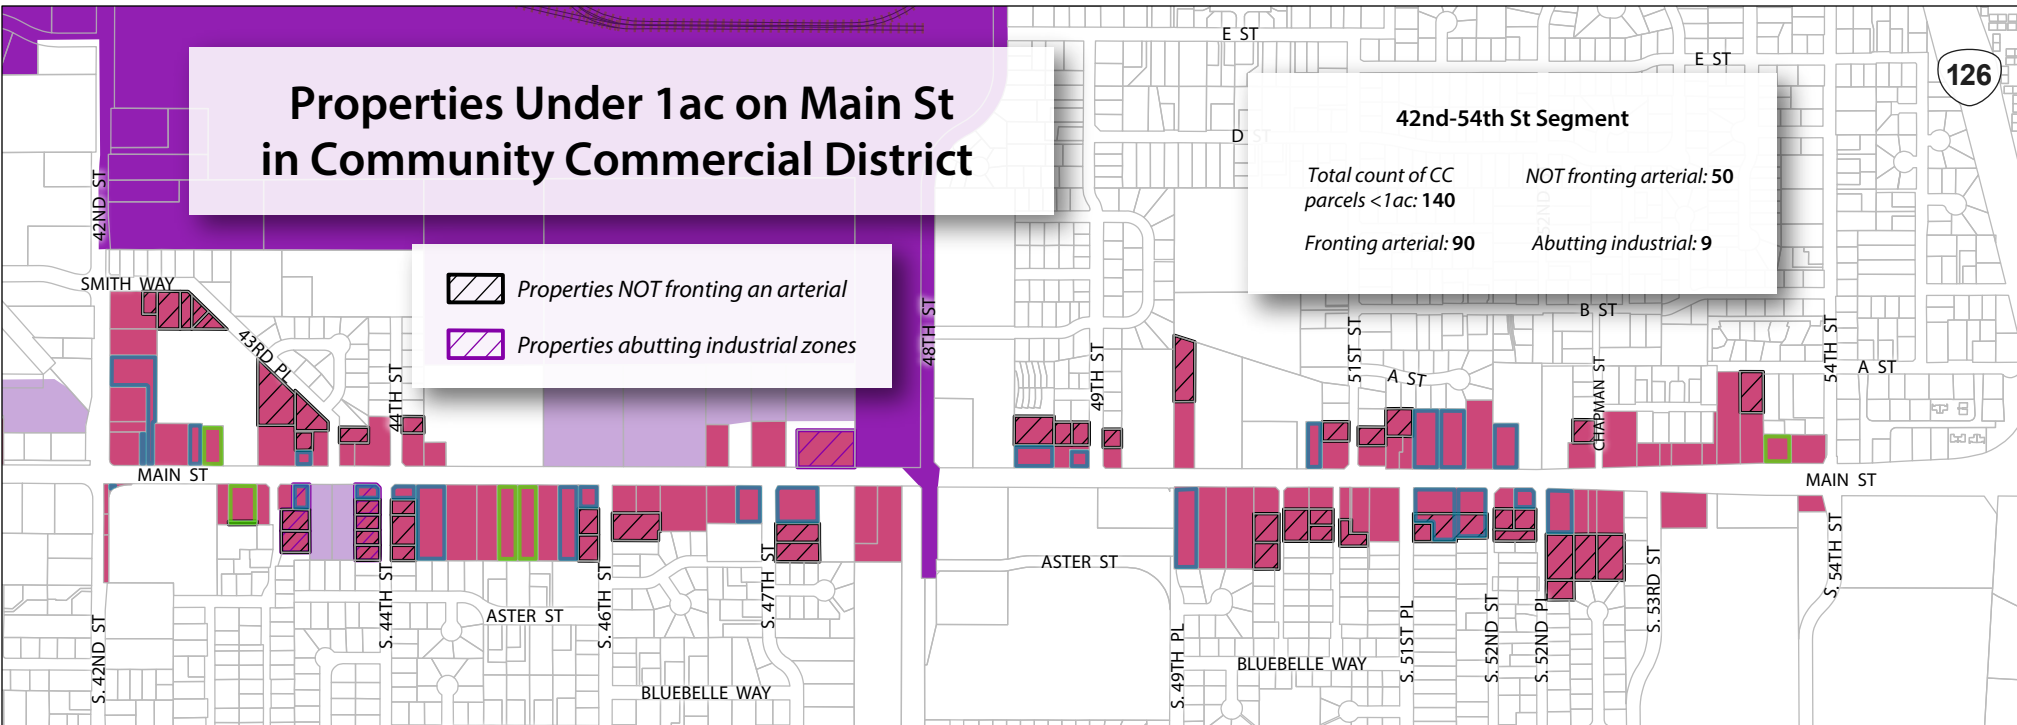 Properties Under 1ac on Main St
in Community Commercial District
Properties NOT fronting an arterial
Properties abutting industrial zones
42nd-54th St Segment
Total count of CC
parcels <1ac: 140
NOT fronting arterial: 50
Fronting arterial: 90
Abutting industrial: 9
126
E ST
E ST
D ST
52ND
B ST
42ND ST
SMITH WAY
43RD PL
44TH ST
48TH ST
49TH ST
51ST ST
A ST
CHAPMAN ST
54TH ST
A ST
MAIN ST
MAIN ST
S. 42ND ST
S. 44TH ST
ASTER ST
S. 46TH ST
S. 47TH ST
BLUEBELLE WAY
ASTER ST
S. 49TH PL
BLUEBELLE WAY
S. 51ST PL
S. 52ND ST
S. 52ND PL
S. 53RD ST
S. 54TH ST